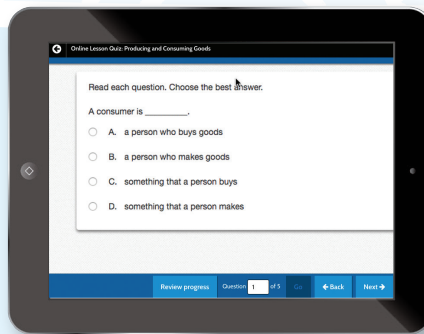 Online Lesson Quiz: Producing and Consuming Goods
Read each question. Choose the best answer.
A consumer is _________.
A. a person who buys goods
B. a person who makes goods
C. something that a person buys
D. something that a person makes
Review progress Question 1 of 5 Go ← Back Next →